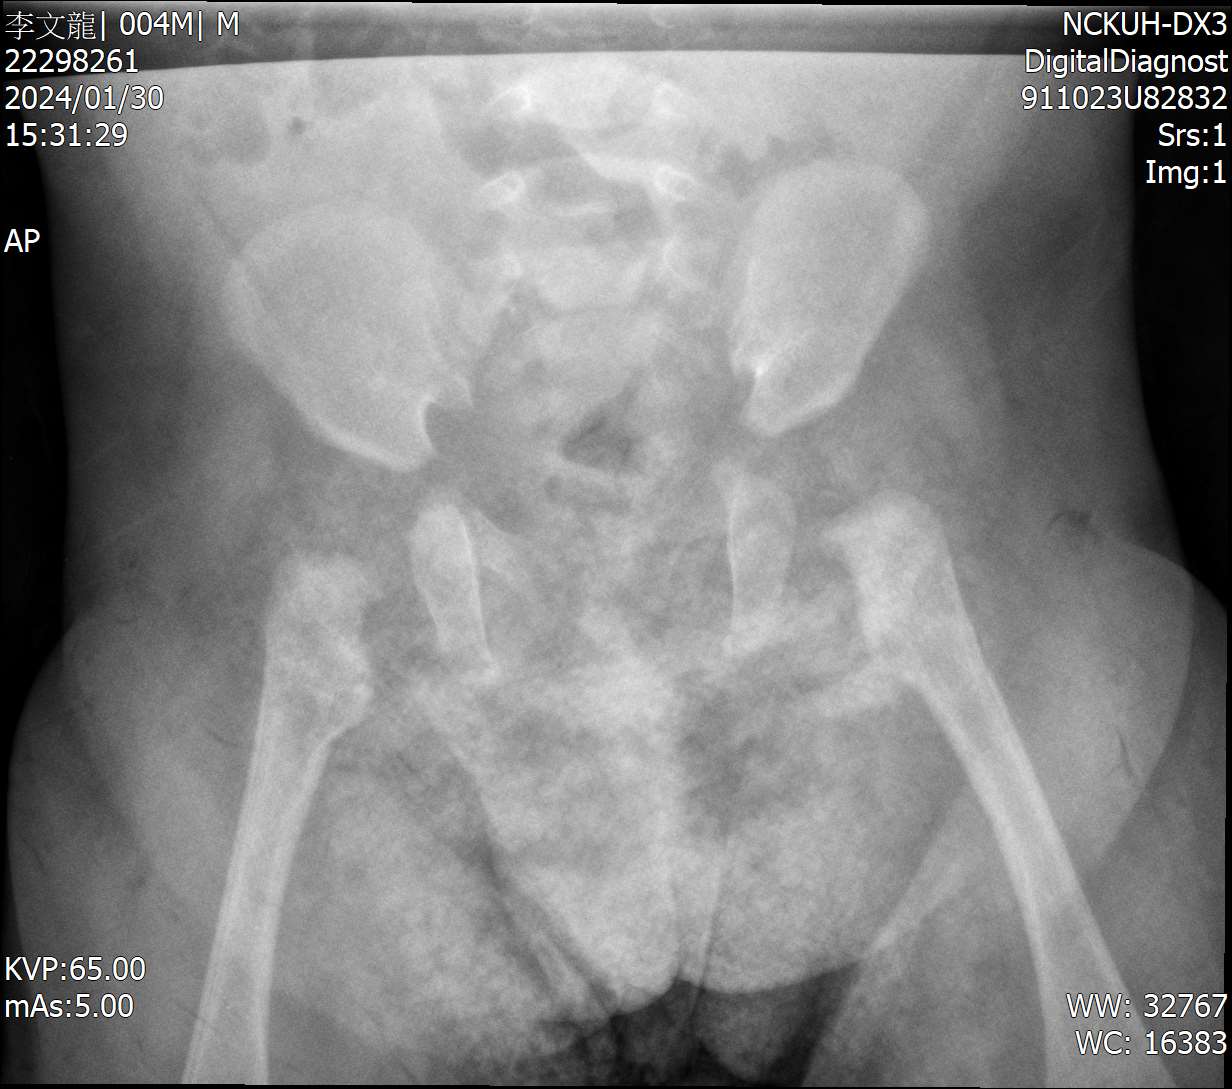 李文龍| 004M| M
22298261
2024/01/30
15:31:29
AP
NCKUH-DX3
DigitalDiagnost
911023U82832
Srs:1
Img:1
KVP:65.00
mAs:5.00
WW: 32767
WC: 16383